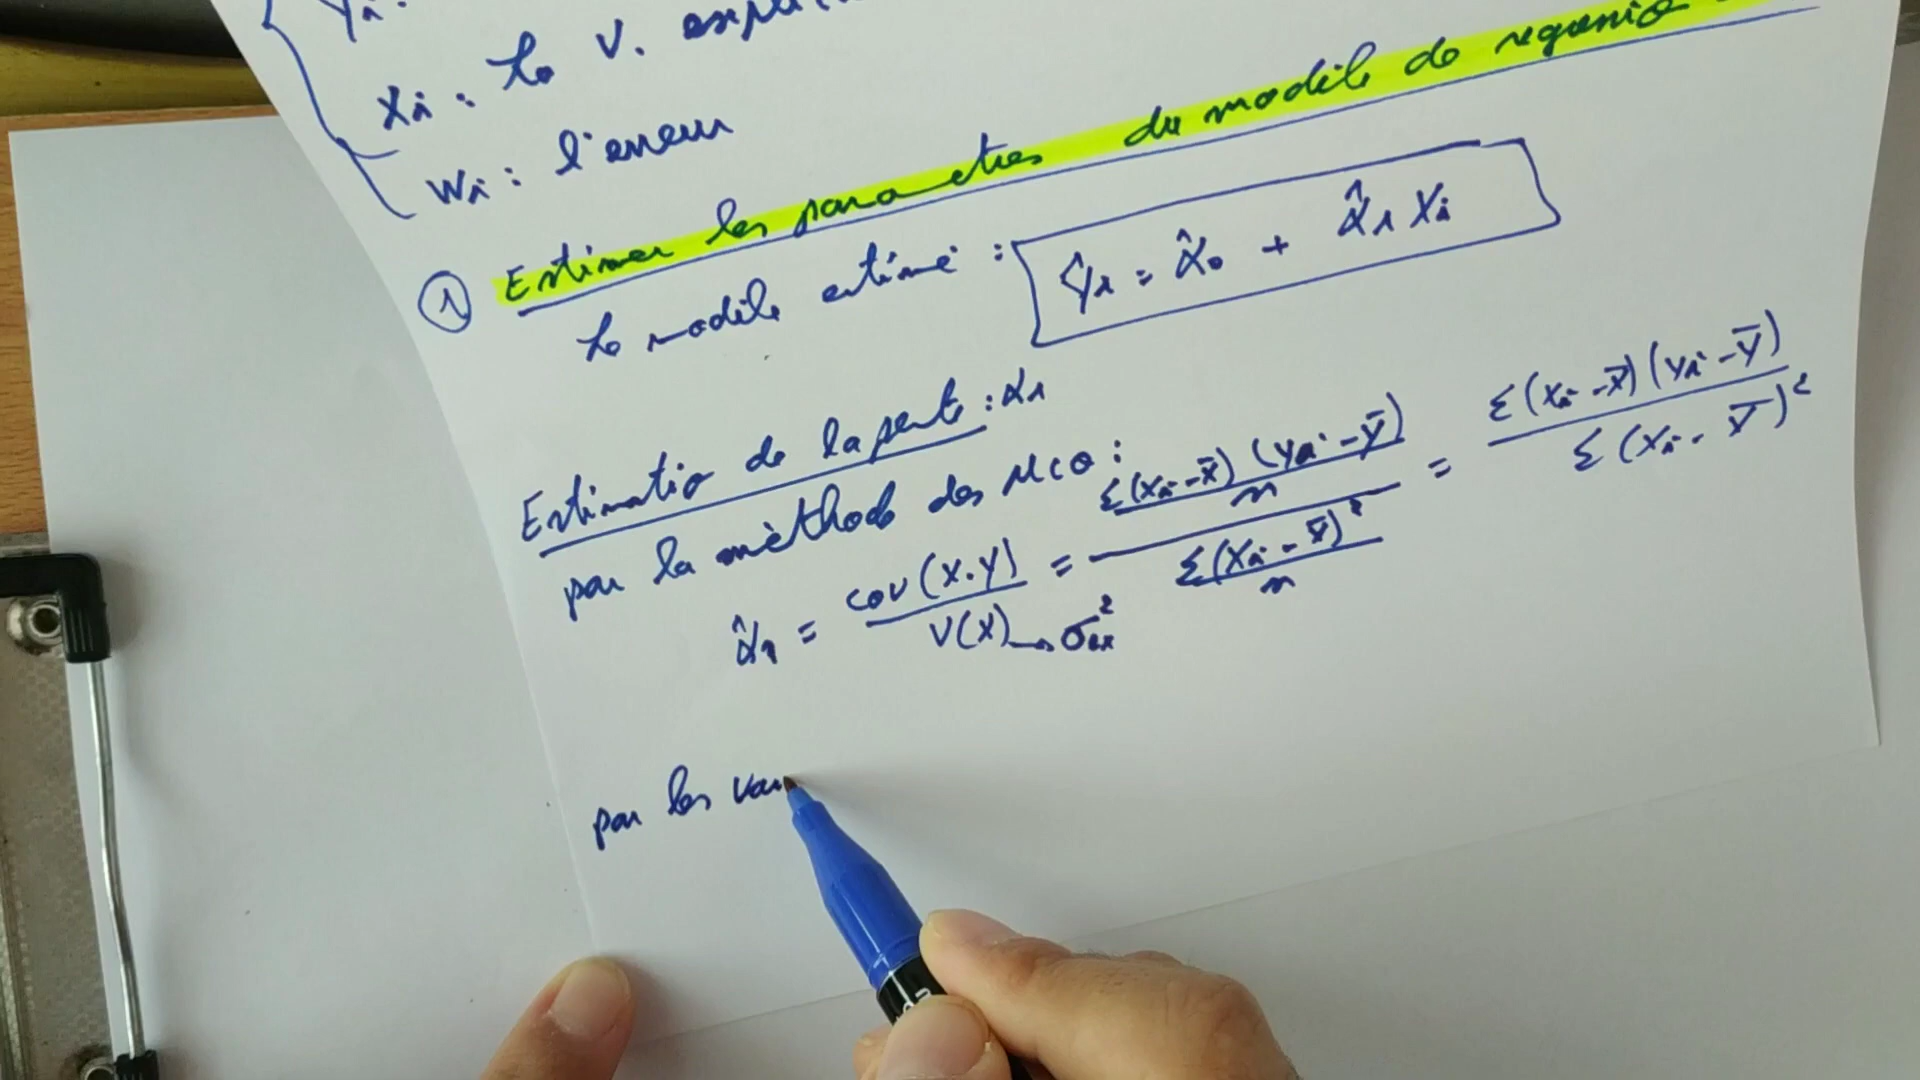 Xi : La v.
Wi : l'erreur
① Estimer les paramètres du modèle de
Le modèle estimé : Ŷi = α̂0 + α̂1 Xi
Estimation de la pente : α1
par la méthode des MCO :
α̂1 = cov(X.Y) / V(X) → σx² = (Σ(Xi - X̄)(Yi - Ȳ) / n) / (Σ(Xi - X̄)² / n) = Σ(Xi - X̄)(Yi - Ȳ) / Σ(Xi - X̄)²
par les var